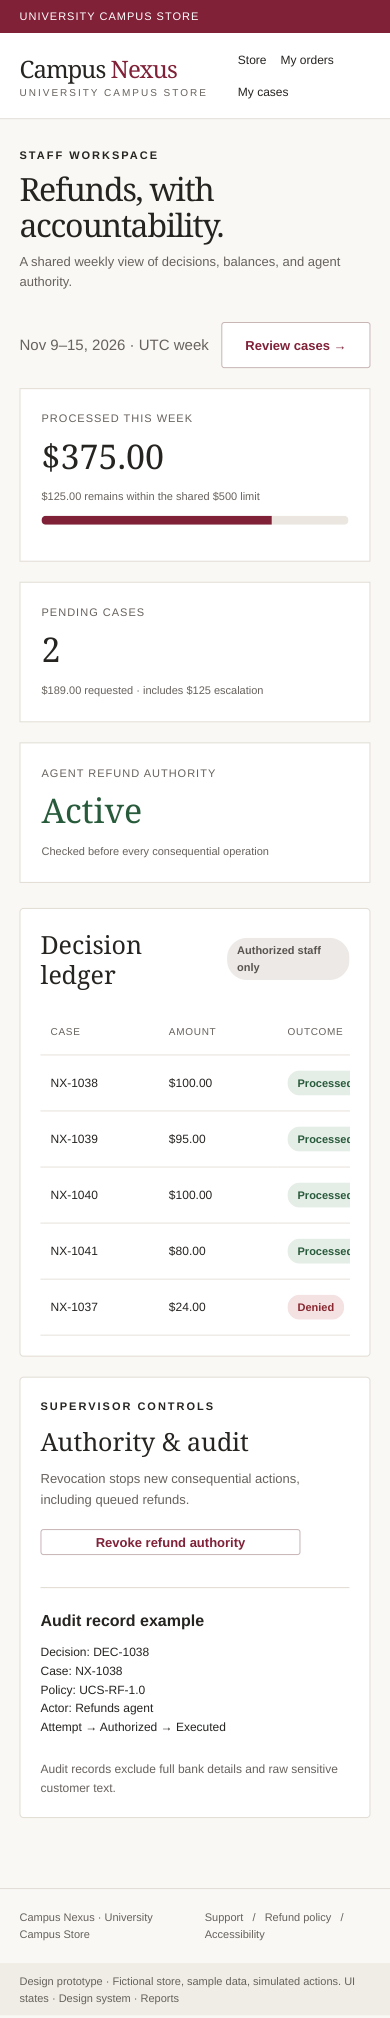 UNIVERSITY CAMPUS STORE
Campus Nexus
UNIVERSITY CAMPUS STORE
Store My orders
My cases
STAFF WORKSPACE
Refunds, with
accountability.
A shared weekly view of decisions, balances, and agent
authority.
Nov 9–15, 2026 · UTC week
Review cases →
PROCESSED THIS WEEK
$375.00
$125.00 remains within the shared $500 limit
PENDING CASES
2
$189.00 requested · includes $125 escalation
AGENT REFUND AUTHORITY
Active
Checked before every consequential operation
Decision
ledger
Authorized staff
only
CASE AMOUNT OUTCOME
NX-1038 $100.00 Processed
NX-1039 $95.00 Processed
NX-1040 $100.00 Processed
NX-1041 $80.00 Processed
NX-1037 $24.00 Denied
SUPERVISOR CONTROLS
Authority & audit
Revocation stops new consequential actions,
including queued refunds.
Revoke refund authority
Audit record example
Decision: DEC-1038
Case: NX-1038
Policy: UCS-RF-1.0
Actor: Refunds agent
Attempt → Authorized → Executed
Audit records exclude full bank details and raw sensitive
customer text.
Campus Nexus · University
Campus Store
Support / Refund policy /
Accessibility
Design prototype · Fictional store, sample data, simulated actions. UI
states · Design system · Reports